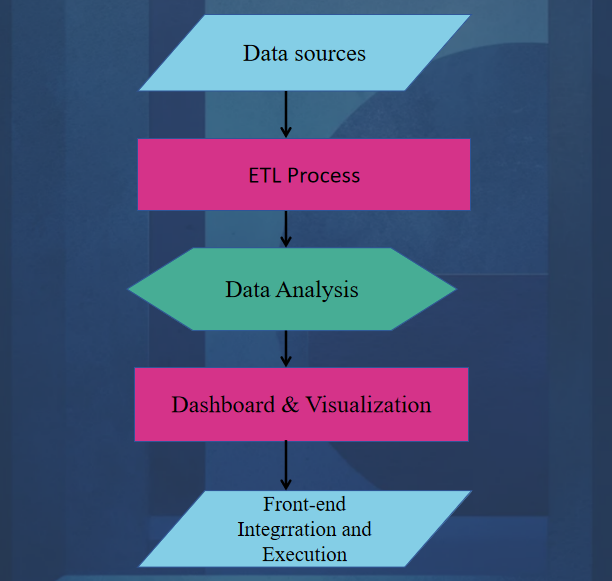 Data sources
ETL Process
Data Analysis
Dashboard & Visualization
Front-end
Integrration and
Execution